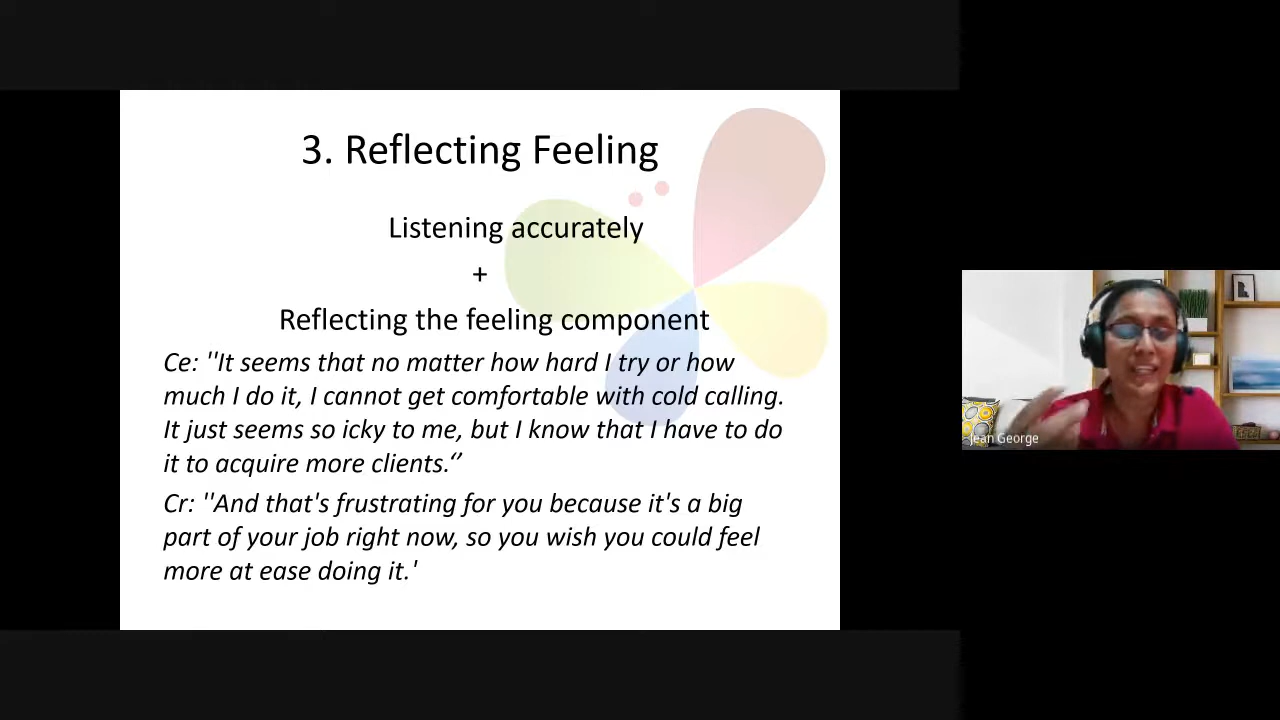 3. Reflecting Feeling
Listening accurately
+
Reflecting the feeling component
Ce: "It seems that no matter how hard I try or how
much I do it, I cannot get comfortable with cold calling.
It just seems so icky to me, but I know that I have to do
it to acquire more clients.‘’
Cr: "And that's frustrating for you because it's a big
part of your job right now, so you wish you could feel
more at ease doing it.'
Jean George